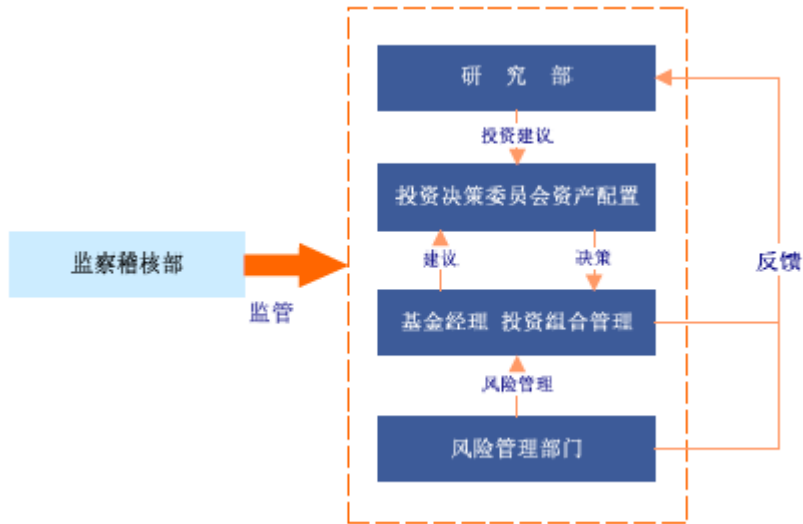 研 究 部
投资建议
投资决策委员会资产配置
建议
决策
监察稽核部
监管
反馈
基金经理 投资组合管理
风险管理
风险管理部门